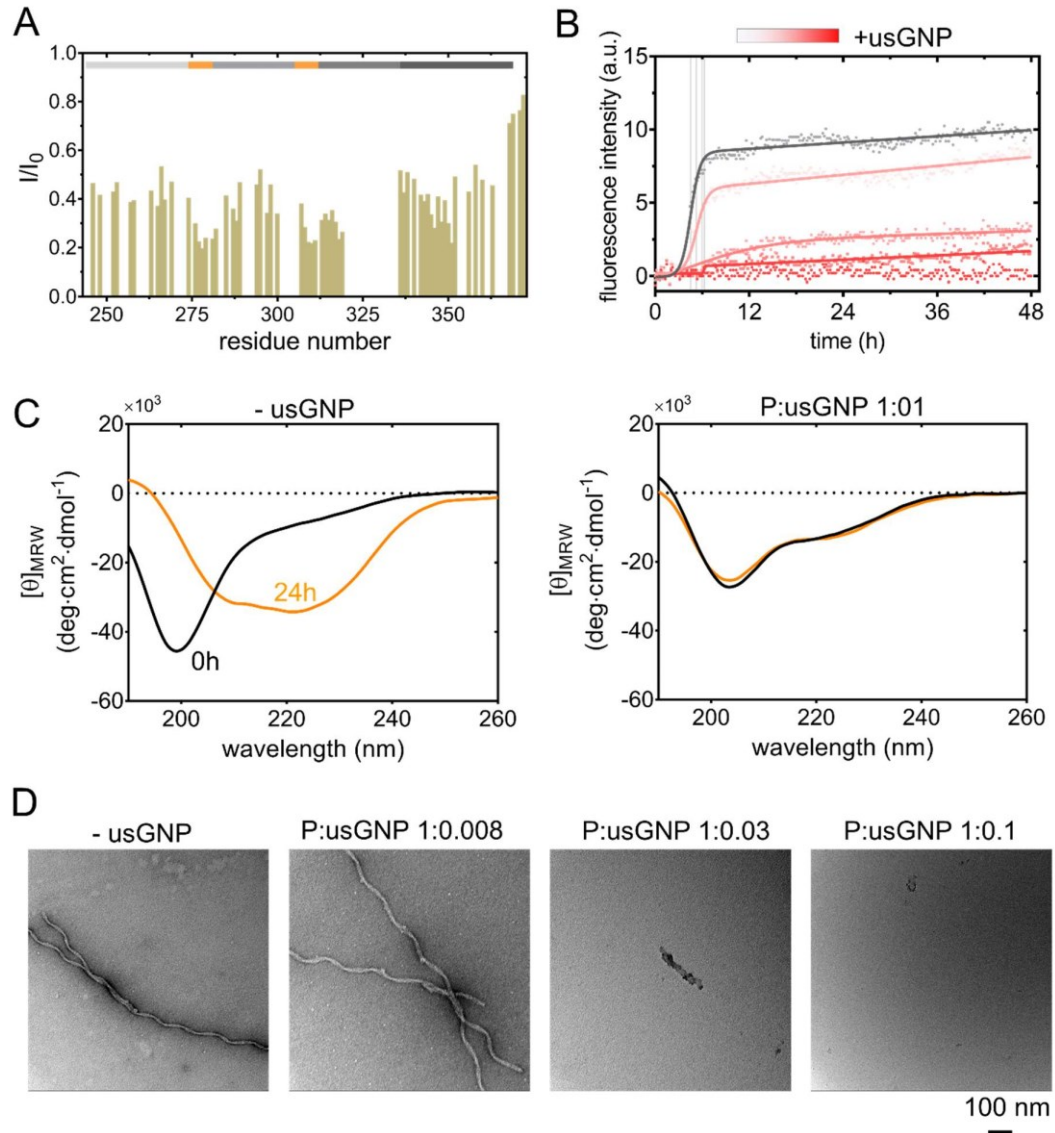 A
1.0
0.8
0.6
0.4
0.2
0.0
I/I0
250 275 300 325 350
residue number
B
+usGNP
15
10
5
0
fluorescence intensity (a.u.)
0 12 24 36 48
time (h)
C
- usGNP
×10³
20
0
-20
-40
-60
[θ]MRW
(deg·cm²·dmol⁻¹)
24h
0h
200 220 240 260
wavelength (nm)
P:usGNP 1:01
×10³
20
0
-20
-40
-60
[θ]MRW
(deg·cm²·dmol⁻¹)
200 220 240 260
wavelength (nm)
D
- usGNP
P:usGNP 1:0.008
P:usGNP 1:0.03
P:usGNP 1:0.1
100 nm